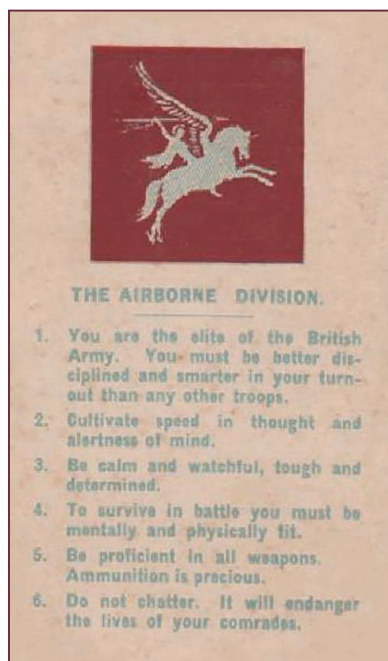 THE AIRBORNE DIVISION.
1. You are the elite of the British
Army. You must be better dis-
ciplined and smarter in your turn-
out than any other troops.
2. Cultivate speed in thought and
alertness of mind.
3. Be calm and watchful, tough and
determined.
4. To survive in battle you must be
mentally and physically fit.
5. Be proficient in all weapons.
Ammunition is precious.
6. Do not chatter. It will endanger
the lives of your comrades.